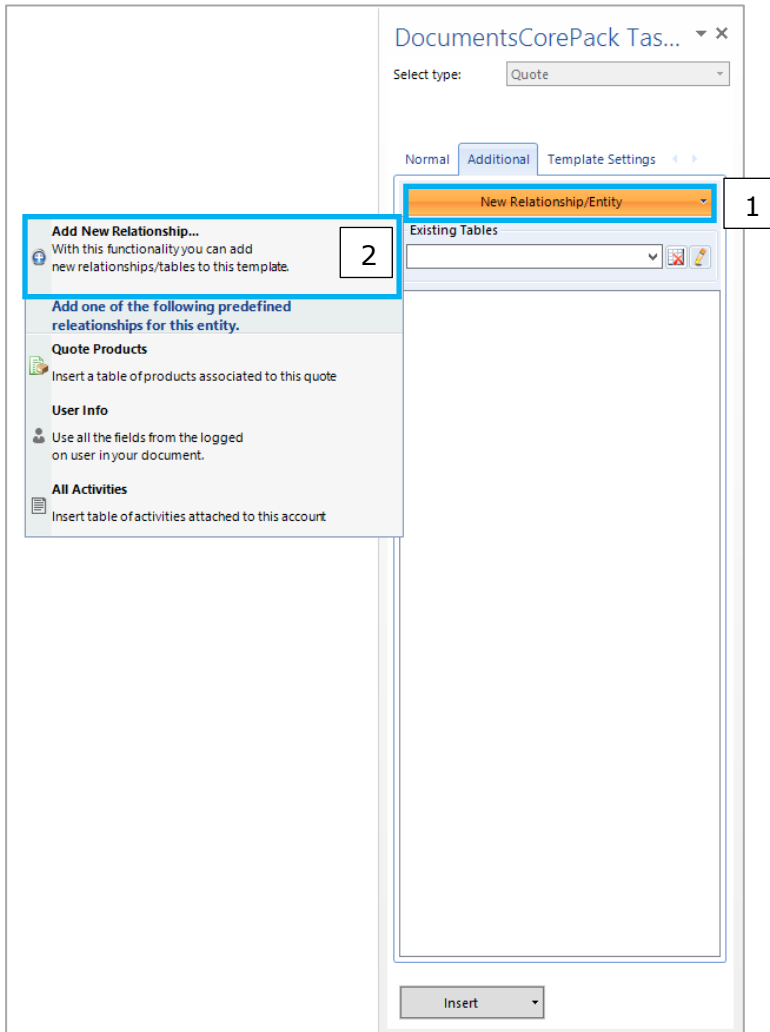 DocumentsCorePack Tas...
Select type: Quote
Normal Additional Template Settings
New Relationship/Entity 1
Existing Tables
Add New Relationship...
With this functionality you can add
new relationships/tables to this template.
2
Add one of the following predefined
releationships for this entity.
Quote Products
Insert a table of products associated to this quote
User Info
Use all the fields from the logged
on user in your document.
All Activities
Insert table of activities attached to this account
Insert